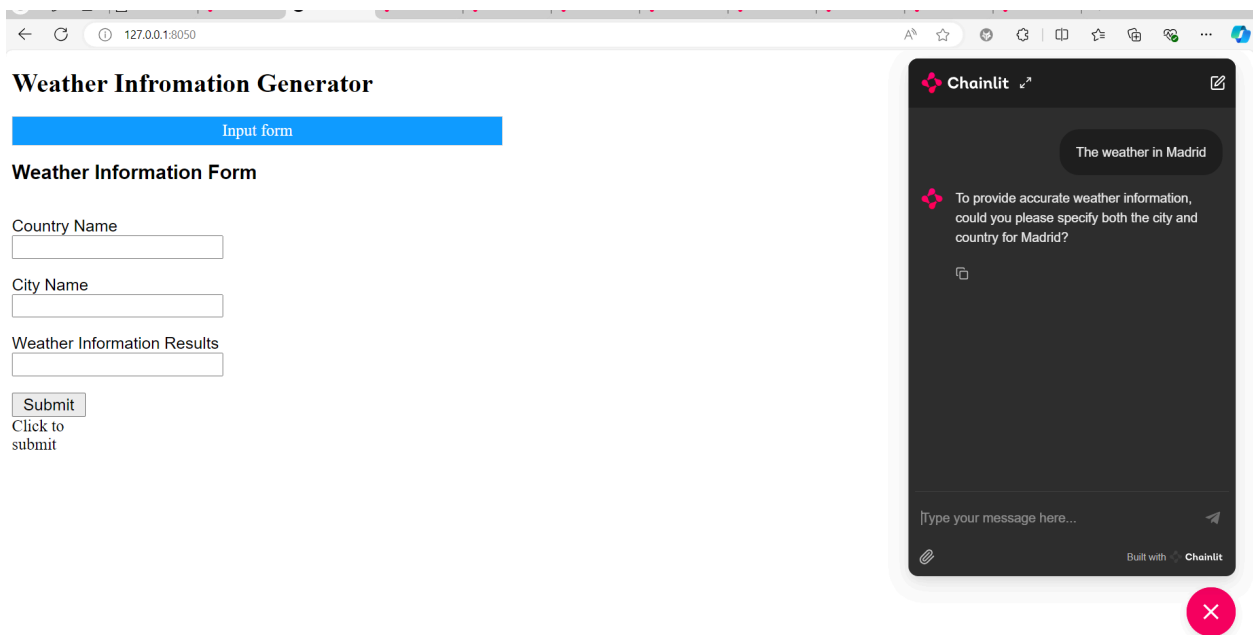 127.0.0.1:8050
Weather Infromation Generator
Input form
Weather Information Form
Country Name
City Name
Weather Information Results
Submit
Click to
submit
Chainlit
The weather in Madrid
To provide accurate weather information,
could you please specify both the city and
country for Madrid?
Type your message here...
Built with Chainlit